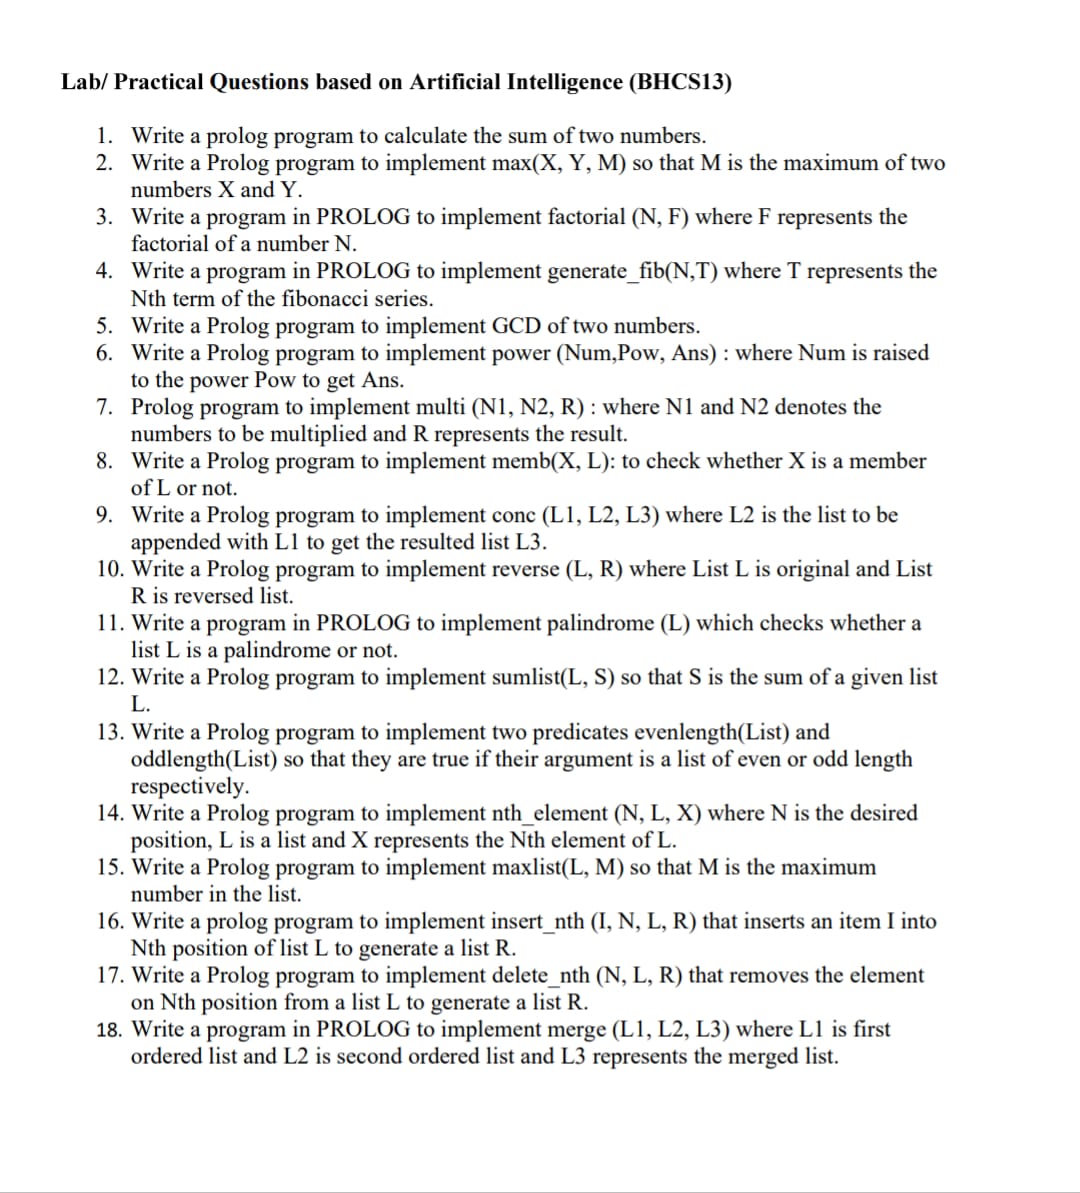 Lab/ Practical Questions based on Artificial Intelligence (BHCS13)
1. Write a prolog program to calculate the sum of two numbers.
2. Write a Prolog program to implement max(X, Y, M) so that M is the maximum of two
numbers X and Y.
3. Write a program in PROLOG to implement factorial (N, F) where F represents the
factorial of a number N.
4. Write a program in PROLOG to implement generate_fib(N,T) where T represents the
Nth term of the fibonacci series.
5. Write a Prolog program to implement GCD of two numbers.
6. Write a Prolog program to implement power (Num,Pow, Ans) : where Num is raised
to the power Pow to get Ans.
7. Prolog program to implement multi (N1, N2, R) : where N1 and N2 denotes the
numbers to be multiplied and R represents the result.
8. Write a Prolog program to implement memb(X, L): to check whether X is a member
of L or not.
9. Write a Prolog program to implement conc (L1, L2, L3) where L2 is the list to be
appended with L1 to get the resulted list L3.
10. Write a Prolog program to implement reverse (L, R) where List L is original and List
R is reversed list.
11. Write a program in PROLOG to implement palindrome (L) which checks whether a
list L is a palindrome or not.
12. Write a Prolog program to implement sumlist(L, S) so that S is the sum of a given list
L.
13. Write a Prolog program to implement two predicates evenlength(List) and
oddlength(List) so that they are true if their argument is a list of even or odd length
respectively.
14. Write a Prolog program to implement nth_element (N, L, X) where N is the desired
position, L is a list and X represents the Nth element of L.
15. Write a Prolog program to implement maxlist(L, M) so that M is the maximum
number in the list.
16. Write a prolog program to implement insert_nth (I, N, L, R) that inserts an item I into
Nth position of list L to generate a list R.
17. Write a Prolog program to implement delete_nth (N, L, R) that removes the element
on Nth position from a list L to generate a list R.
18. Write a program in PROLOG to implement merge (L1, L2, L3) where L1 is first
ordered list and L2 is second ordered list and L3 represents the merged list.